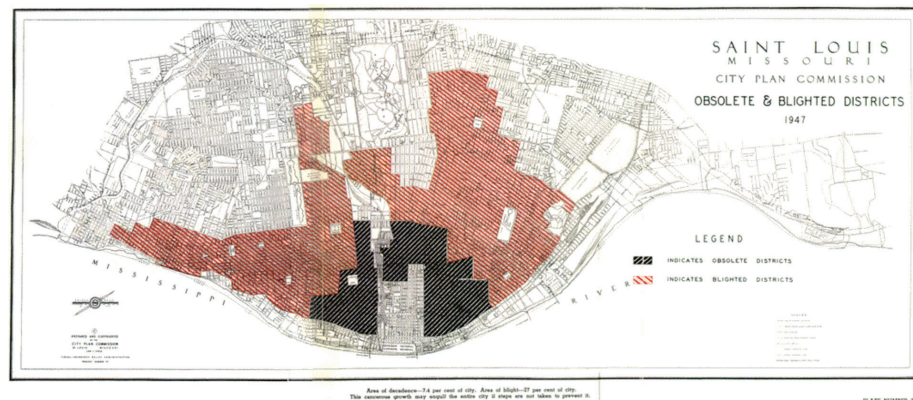 SAINT LOUIS
MISSOURI
CITY PLAN COMMISSION
OBSOLETE & BLIGHTED DISTRICTS
1947
LEGEND
INDICATES OBSOLETE DISTRICTS
INDICATES BLIGHTED DISTRICTS
MISSISSIPPI
RIVER
CITY PLAN COMMISSION
Area of decadence—7.4 per cent of city. Area of blight—27 per cent of city.
This cancerous growth may engulf the entire city if steps are not taken to prevent it.